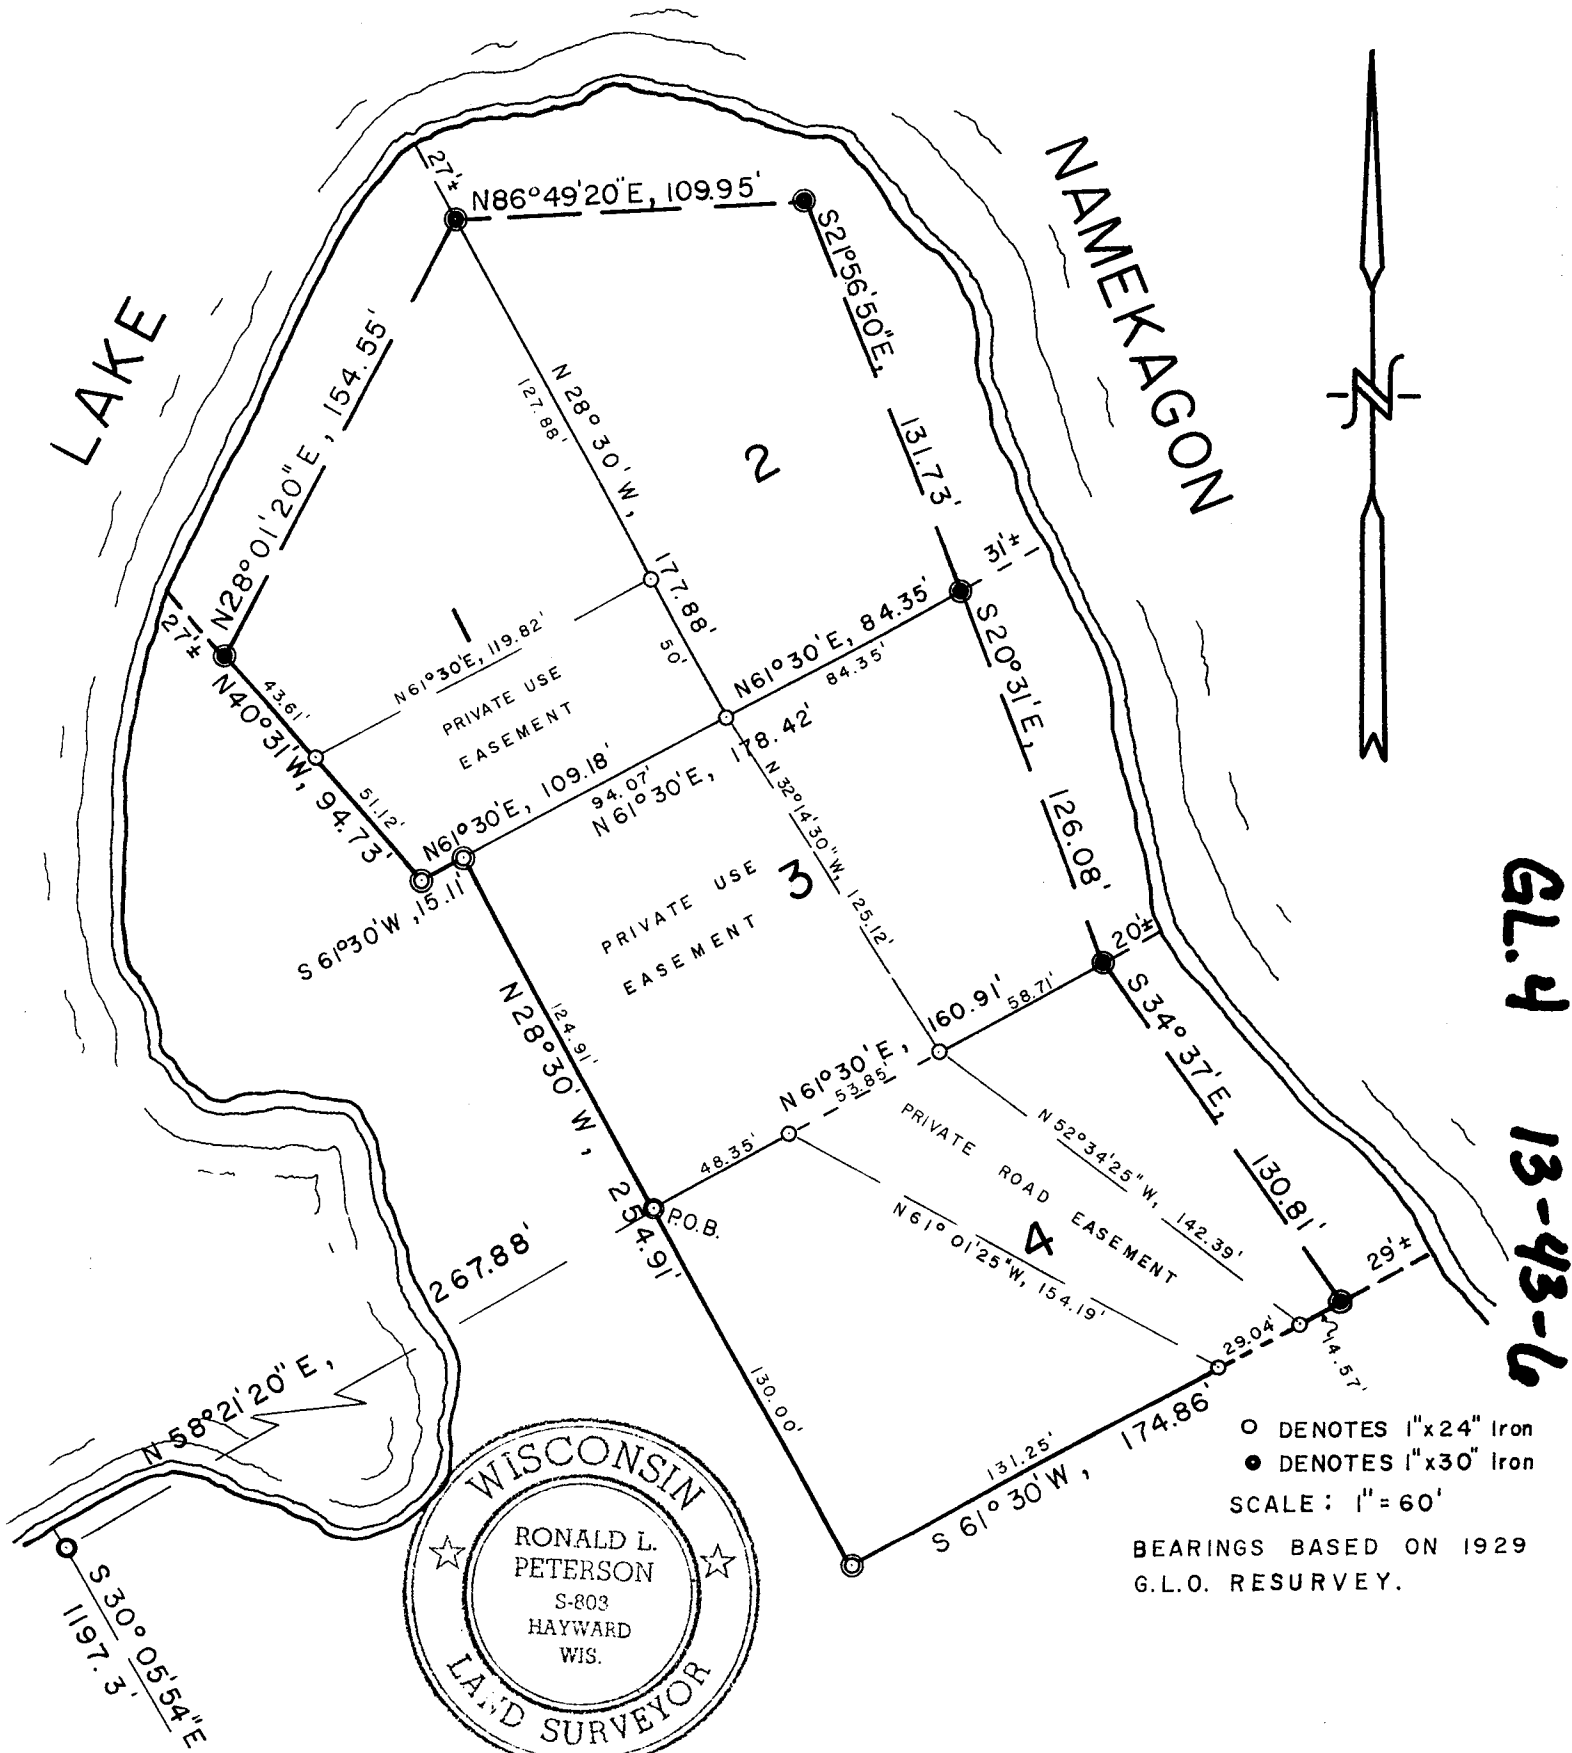 LAKE
NAMEKAGON
27'±
N86°49'20"E, 109.95'
S21°56'50"E,
131.73'
N28°01'20"E, 154.55'
N 28°30'W,
127.88'
177.88'
50'
2
31'±
27'±
1
N61°30'E, 119.82'
PRIVATE USE
EASEMENT
43.61'
N40°31'W, 94.73'
51.12'
N61°30'E, 84.35'
84.35'
S 20°31'E,
126.08'
N61°30'E, 109.18'
94.07'
N 61°30'E, 178.42'
N 32°14'30"W, 125.12'
S 61°30'W, 15.11'
3
PRIVATE USE
EASEMENT
20'±
N28°30' W, 254.91'
124.91'
N 61°30'E, 160.91'
53.85'
58.71'
48.35'
S 34°37'E,
130.81'
P.O.B.
PRIVATE ROAD EASEMENT
N 52°34'25"W, 142.39'
N 61°01'25"W, 154.19'
4
29'±
267.88'
N 58°21'20"E,
130.00'
29.04'
14.57'
131.25'
S 61°30'W, 174.86'
S 30°05'54"E
1197.3'
GL.4 13-43-6
N
WISCONSIN
RONALD L.
PETERSON
S-803
HAYWARD
WIS.
LAND SURVEYOR
DENOTES 1"x24" Iron
DENOTES 1"x30" Iron
SCALE: 1"=60'
BEARINGS BASED ON 1929
G.L.O. RESURVEY.